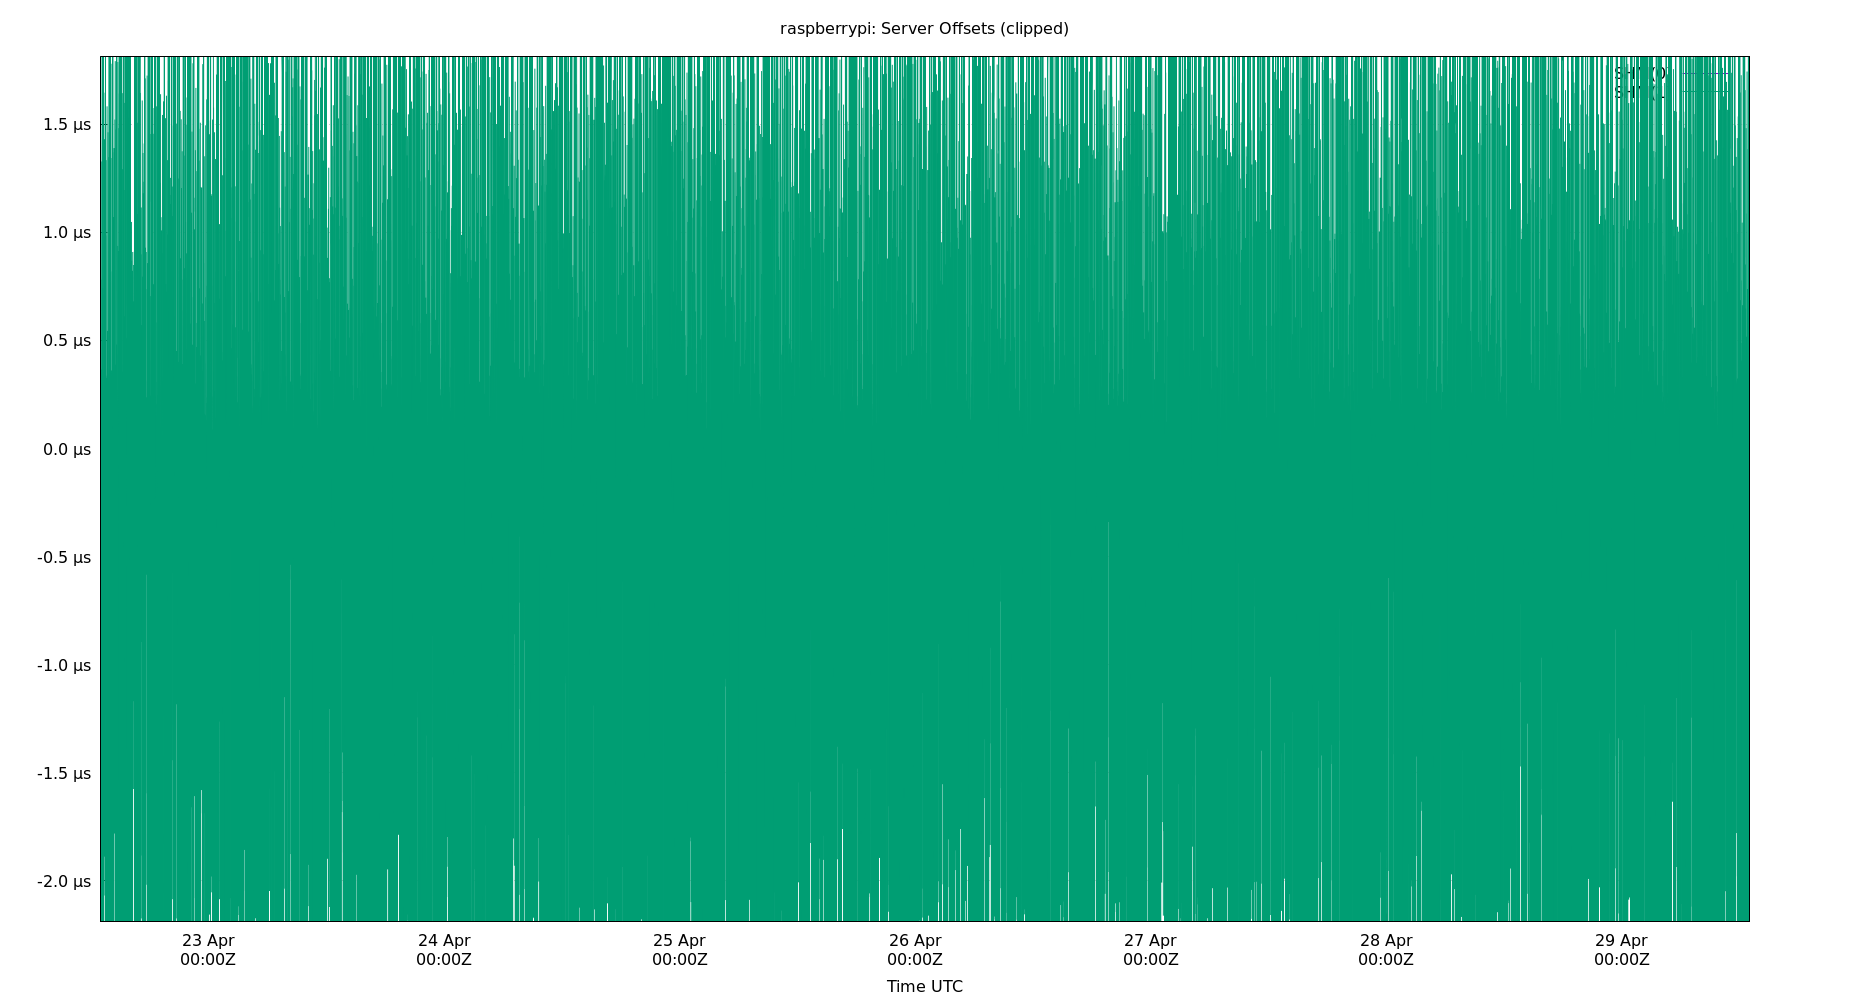 raspberrypi: Server Offsets (clipped)
1.5 µs
1.0 µs
0.5 µs
0.0 µs
-0.5 µs
-1.0 µs
-1.5 µs
-2.0 µs
23 Apr 24 Apr 25 Apr 26 Apr 27 Apr 28 Apr 29 Apr
00:00Z 00:00Z 00:00Z 00:00Z 00:00Z 00:00Z 00:00Z
Time UTC